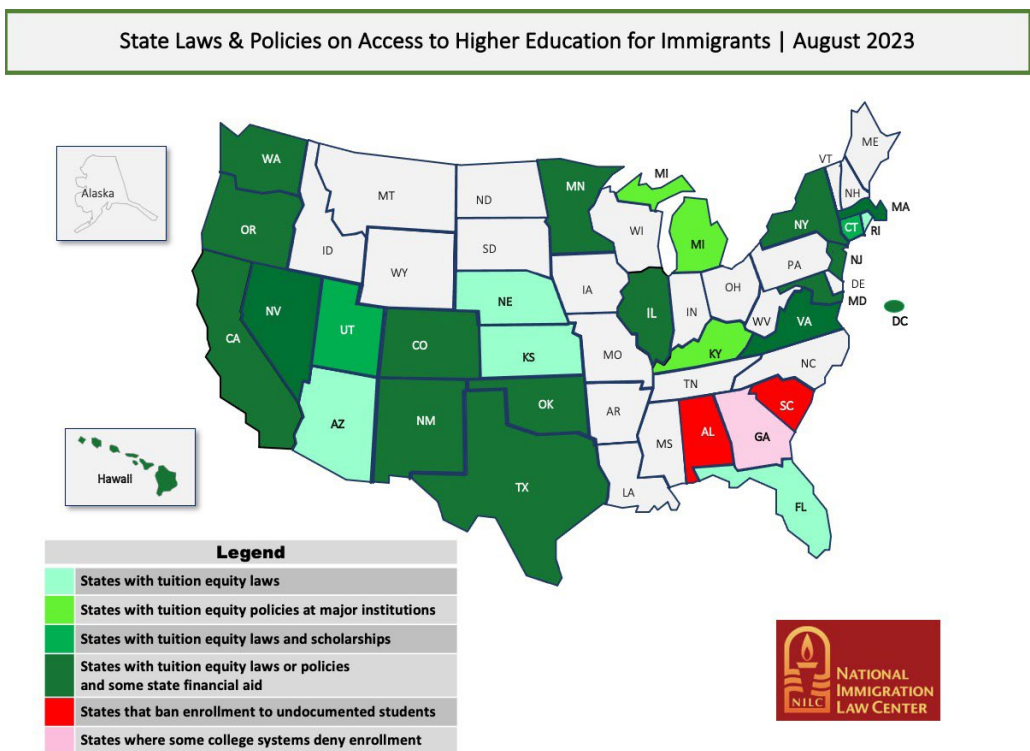 State Laws & Policies on Access to Higher Education for Immigrants | August 2023
Alaska
WA
MT
ND
MN
MI
VT
ME
NH
OR
ID
SD
WI
MI
NY
MA
CT
RI
WY
IA
PA
NJ
NV
UT
NE
IL
IN
OH
DE
MD
DC
CA
CO
KS
MO
KY
WV
VA
AZ
NM
OK
AR
TN
NC
SC
TX
MS
AL
GA
LA
FL
Hawall
Legend
States with tuition equity laws
States with tuition equity policies at major institutions
States with tuition equity laws and scholarships
States with tuition equity laws or policies
and some state financial aid
States that ban enrollment to undocumented students
States where some college systems deny enrollment
NILC
NATIONAL
IMMIGRATION
LAW CENTER